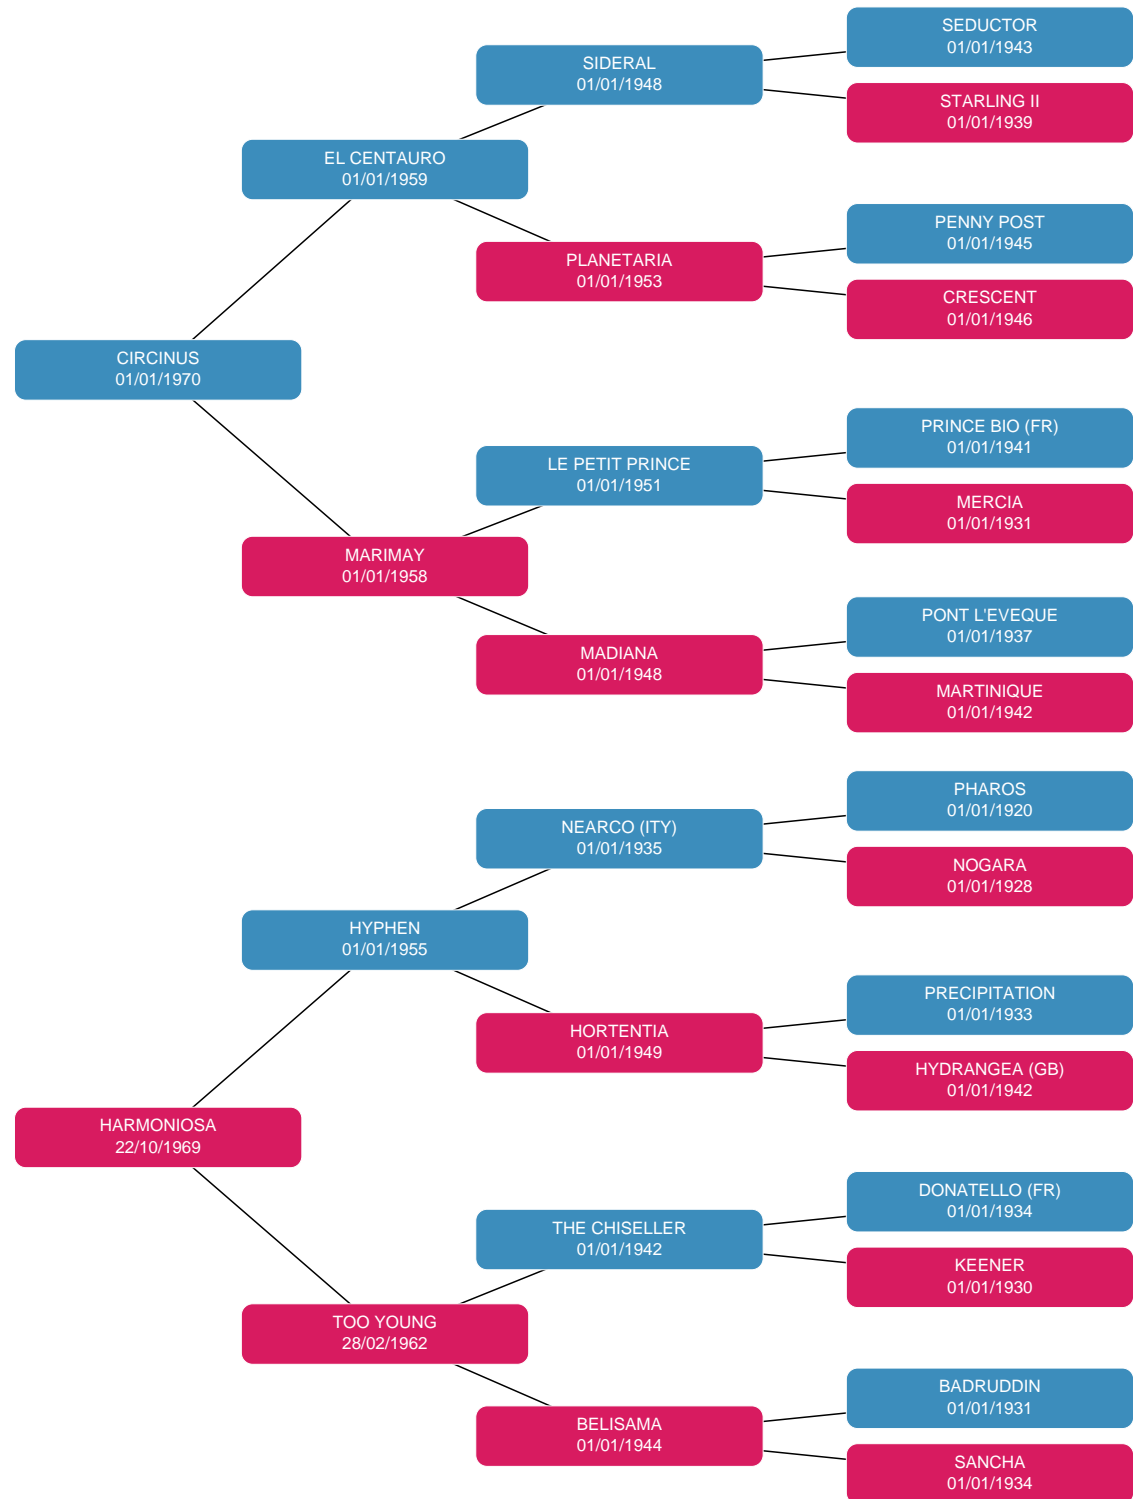 SEDUCTOR
01/01/1943
SIDERAL
01/01/1948
STARLING II
01/01/1939
EL CENTAURO
01/01/1959
PENNY POST
01/01/1945
PLANETARIA
01/01/1953
CRESCENT
01/01/1946
CIRCINUS
01/01/1970
PRINCE BIO (FR)
01/01/1941
LE PETIT PRINCE
01/01/1951
MERCIA
01/01/1931
MARIMAY
01/01/1958
PONT L'EVEQUE
01/01/1937
MADIANA
01/01/1948
MARTINIQUE
01/01/1942
PHAROS
01/01/1920
NEARCO (ITY)
01/01/1935
NOGARA
01/01/1928
HYPHEN
01/01/1955
PRECIPITATION
01/01/1933
HORTENTIA
01/01/1949
HYDRANGEA (GB)
01/01/1942
HARMONIOSA
22/10/1969
DONATELLO (FR)
01/01/1934
THE CHISELLER
01/01/1942
KEENER
01/01/1930
TOO YOUNG
28/02/1962
BADRUDDIN
01/01/1931
BELISAMA
01/01/1944
SANCHA
01/01/1934